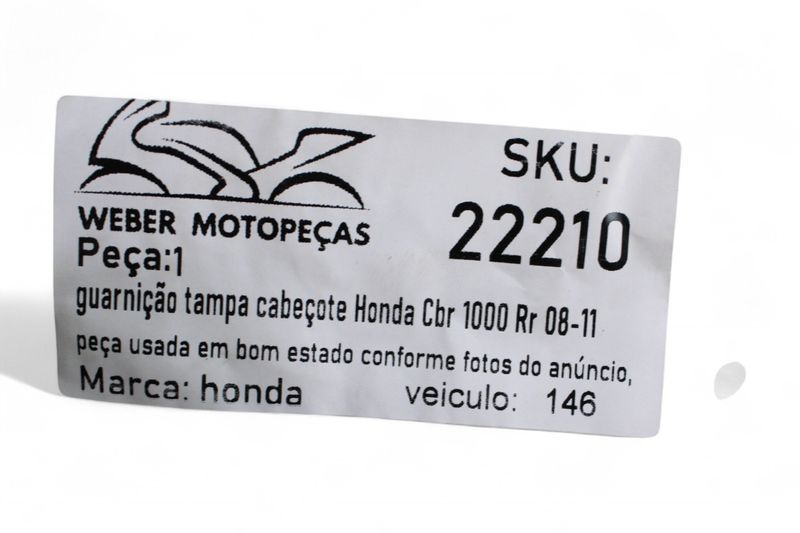 WEBER MOTOPEÇAS
SKU:
22210
Peça:1
guarnição tampa cabeçote Honda Cbr 1000 Rr 08-11
peça usada em bom estado conforme fotos do anúncio,
Marca: honda veiculo: 146